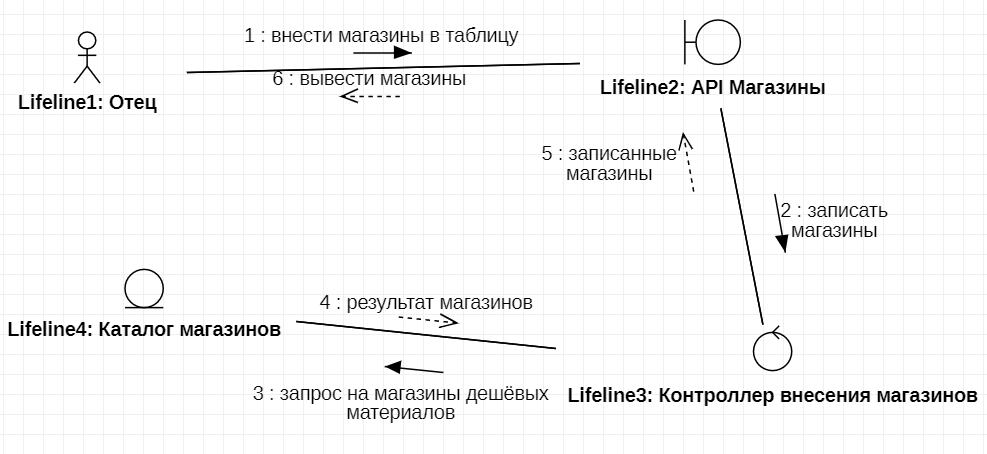 1 : внести магазины в таблицу
6 : вывести магазины
Lifeline1: Отец
Lifeline2: API Магазины
5 : записанные
магазины
2 : записать
магазины
4 : результат магазинов
Lifeline4: Каталог магазинов
3 : запрос на магазины дешёвых
материалов
Lifeline3: Контроллер внесения магазинов